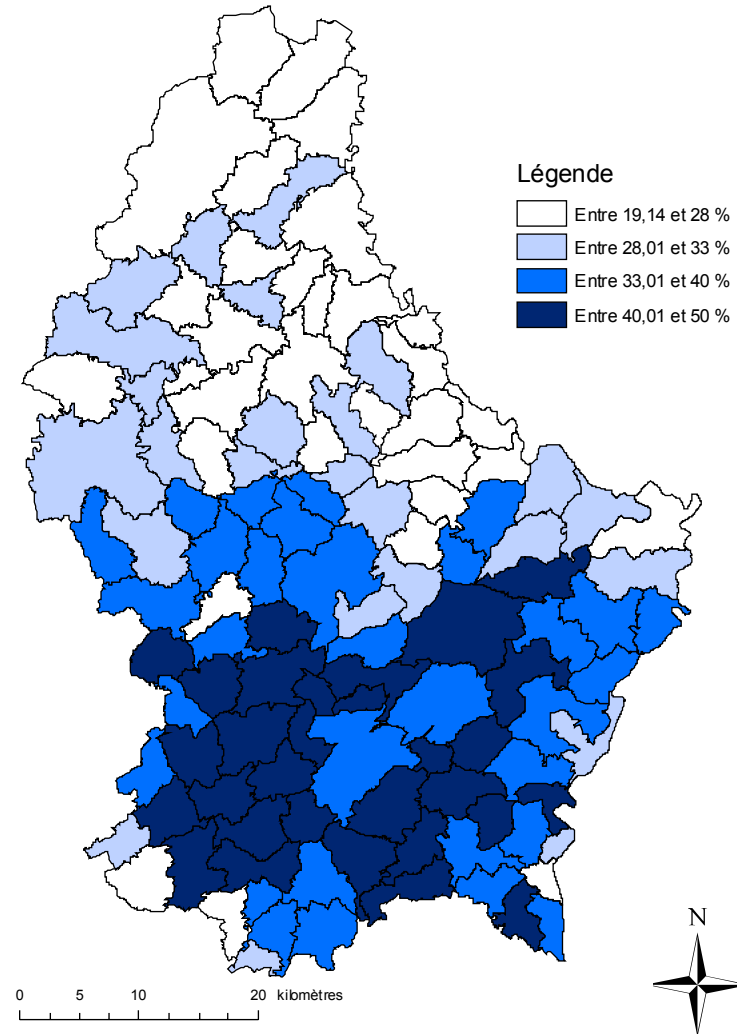 Légende
Entre 19,14 et 28 %
Entre 28,01 et 33 %
Entre 33,01 et 40 %
Entre 40,01 et 50 %
N
0 5 10 20 kilomètres